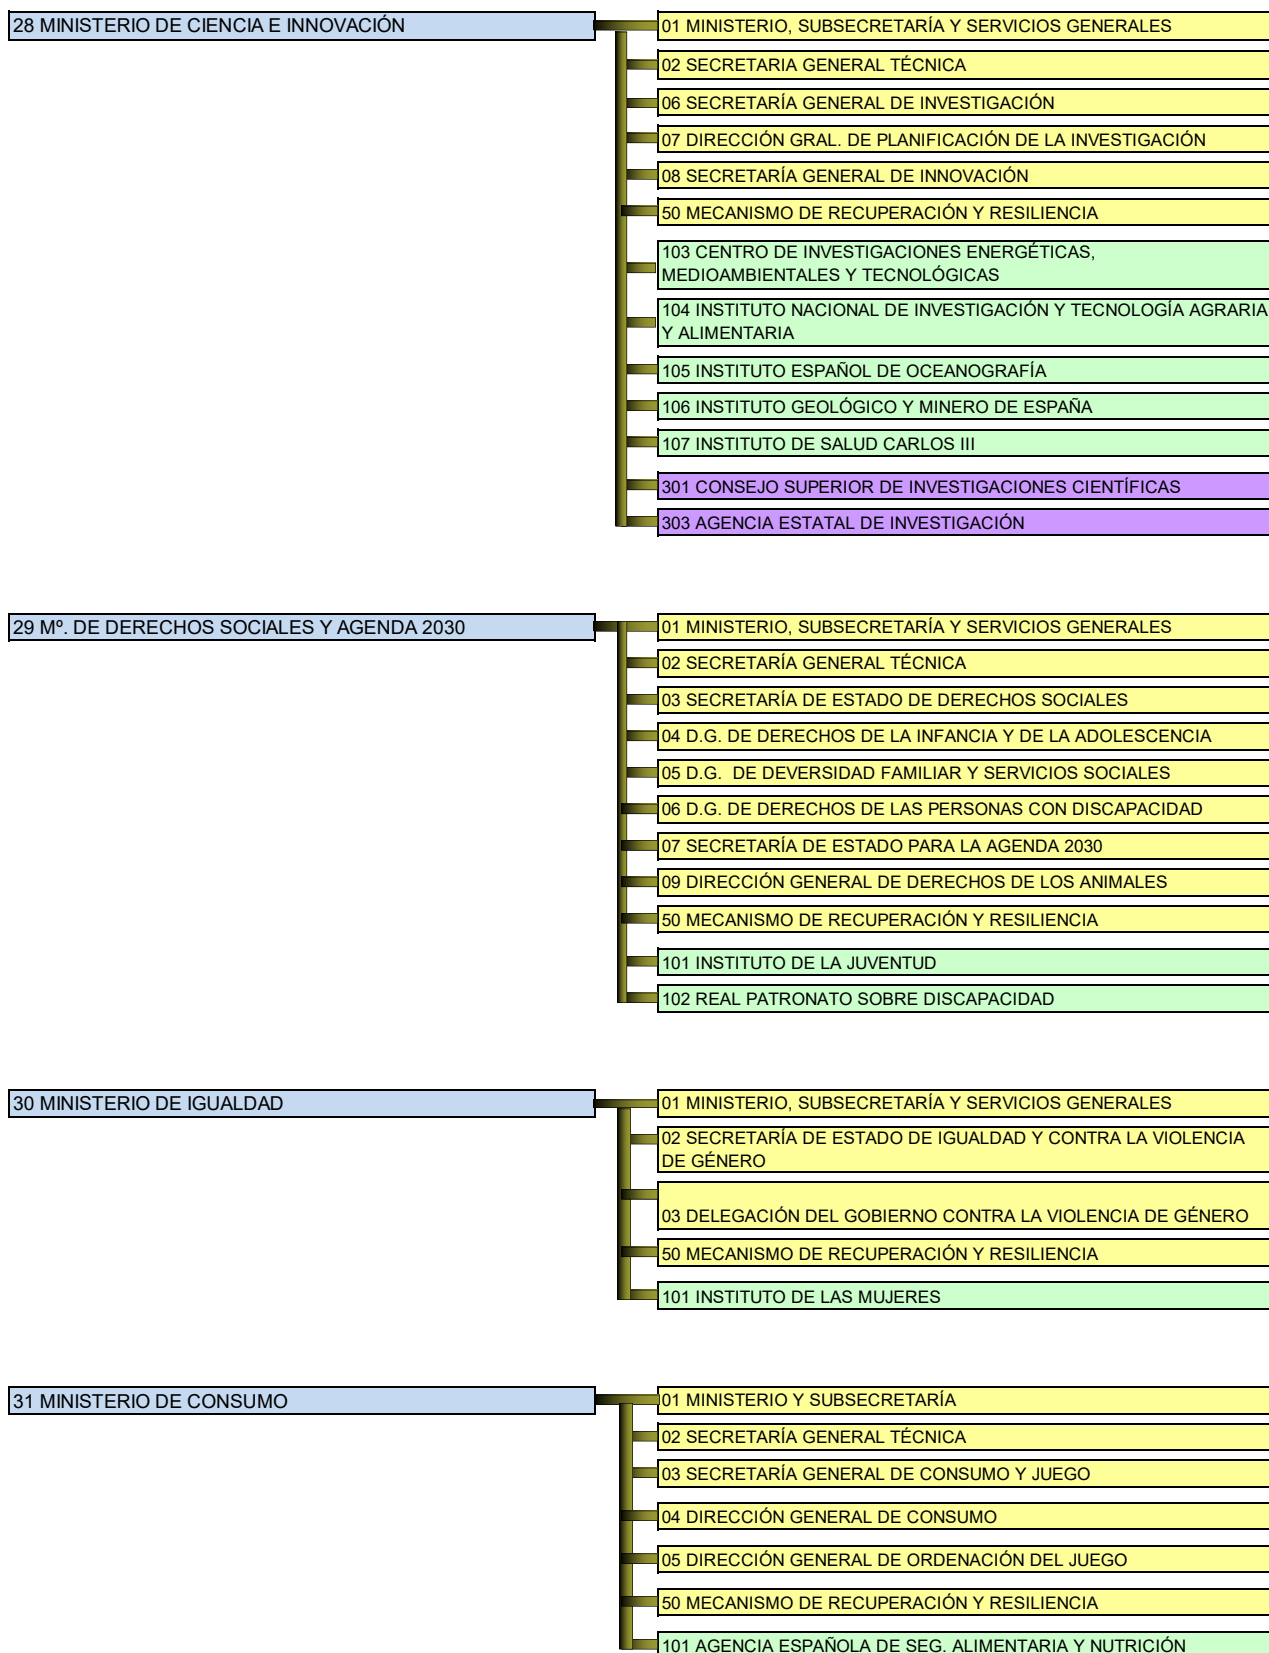 28 MINISTERIO DE CIENCIA E INNOVACIÓN
01 MINISTERIO, SUBSECRETARÍA Y SERVICIOS GENERALES
02 SECRETARIA GENERAL TÉCNICA
06 SECRETARÍA GENERAL DE INVESTIGACIÓN
07 DIRECCIÓN GRAL. DE PLANIFICACIÓN DE LA INVESTIGACIÓN
08 SECRETARÍA GENERAL DE INNOVACIÓN
50 MECANISMO DE RECUPERACIÓN Y RESILIENCIA
103 CENTRO DE INVESTIGACIONES ENERGÉTICAS,
MEDIOAMBIENTALES Y TECNOLÓGICAS
104 INSTITUTO NACIONAL DE INVESTIGACIÓN Y TECNOLOGÍA AGRARIA
Y ALIMENTARIA
105 INSTITUTO ESPAÑOL DE OCEANOGRAFÍA
106 INSTITUTO GEOLÓGICO Y MINERO DE ESPAÑA
107 INSTITUTO DE SALUD CARLOS III
301 CONSEJO SUPERIOR DE INVESTIGACIONES CIENTÍFICAS
303 AGENCIA ESTATAL DE INVESTIGACIÓN
29 Mº. DE DERECHOS SOCIALES Y AGENDA 2030
01 MINISTERIO, SUBSECRETARÍA Y SERVICIOS GENERALES
02 SECRETARÍA GENERAL TÉCNICA
03 SECRETARÍA DE ESTADO DE DERECHOS SOCIALES
04 D.G. DE DERECHOS DE LA INFANCIA Y DE LA ADOLESCENCIA
05 D.G.  DE DEVERSIDAD FAMILIAR Y SERVICIOS SOCIALES
06 D.G. DE DERECHOS DE LAS PERSONAS CON DISCAPACIDAD
07 SECRETARÍA DE ESTADO PARA LA AGENDA 2030
09 DIRECCIÓN GENERAL DE DERECHOS DE LOS ANIMALES
50 MECANISMO DE RECUPERACIÓN Y RESILIENCIA
101 INSTITUTO DE LA JUVENTUD
102 REAL PATRONATO SOBRE DISCAPACIDAD
30 MINISTERIO DE IGUALDAD
01 MINISTERIO, SUBSECRETARÍA Y SERVICIOS GENERALES
02 SECRETARÍA DE ESTADO DE IGUALDAD Y CONTRA LA VIOLENCIA
DE GÉNERO
03 DELEGACIÓN DEL GOBIERNO CONTRA LA VIOLENCIA DE GÉNERO
50 MECANISMO DE RECUPERACIÓN Y RESILIENCIA
101 INSTITUTO DE LAS MUJERES
31 MINISTERIO DE CONSUMO
01 MINISTERIO Y SUBSECRETARÍA
02 SECRETARÍA GENERAL TÉCNICA
03 SECRETARÍA GENERAL DE CONSUMO Y JUEGO
04 DIRECCIÓN GENERAL DE CONSUMO
05 DIRECCIÓN GENERAL DE ORDENACIÓN DEL JUEGO
50 MECANISMO DE RECUPERACIÓN Y RESILIENCIA
101 AGENCIA ESPAÑOLA DE SEG. ALIMENTARIA Y NUTRICIÓN